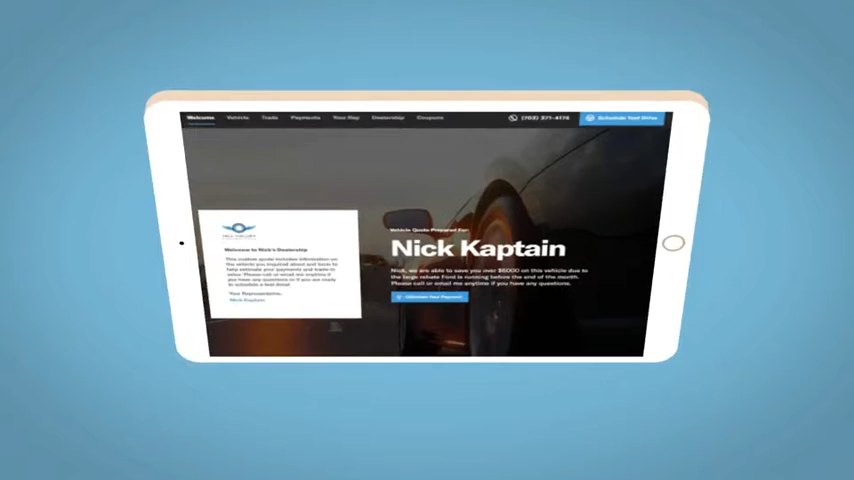 Welcome Vehicle Trade Payments Your Rep Dealership Coupons (702) 371-4174 Schedule Test Drive
Welcome to Nick's Dealership
This custom quote includes information on
the vehicle you inquired about and tools to
help estimate your payments and trade-in
value. Please call or email me anytime if
you have any questions or if you are ready
to schedule a test drive!
Your Representative,
Nick Kaptain
Vehicle Quote Prepared For:
Nick Kaptain
Nick, we are able to save you over $6000 on this vehicle due to
the large rebate Ford is running before the end of the month.
Please call or email me anytime if you have any questions.
Calculate Your Payment